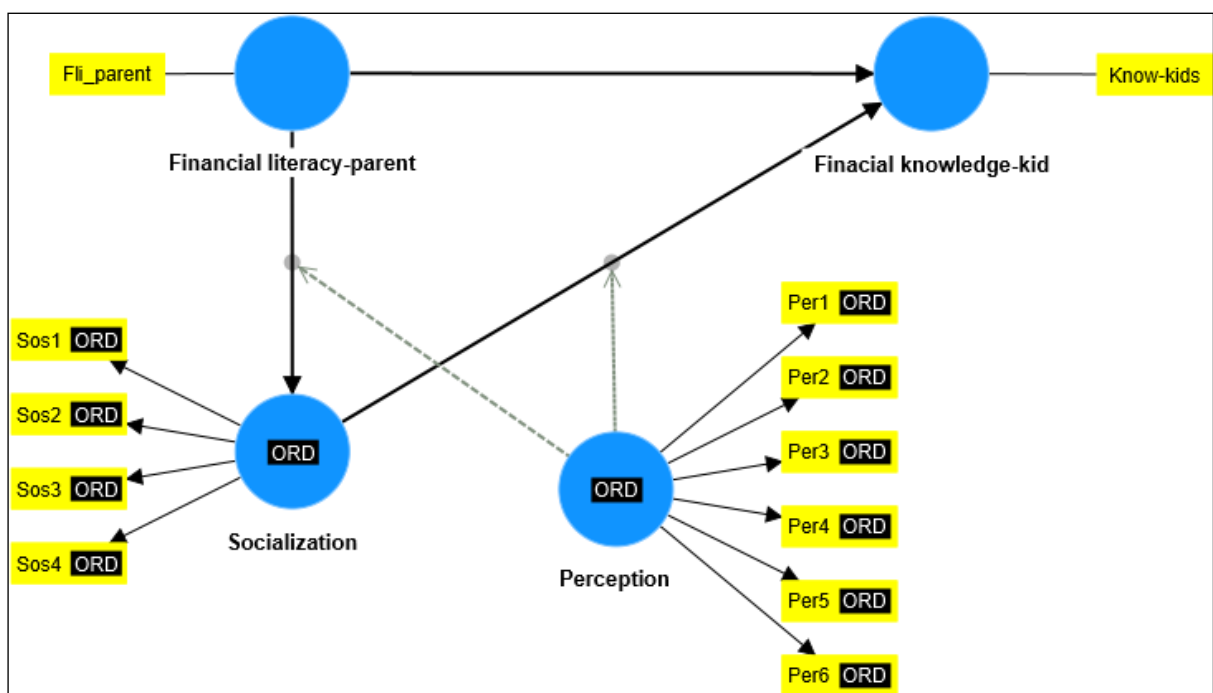 Fli_parent
Know-kids
Financial literacy-parent
Finacial knowledge-kid
Per1 ORD
Sos1 ORD
Per2 ORD
Sos2 ORD
Per3 ORD
ORD
Sos3 ORD
ORD
Per4 ORD
Socialization
Sos4 ORD
Perception
Per5 ORD
Per6 ORD